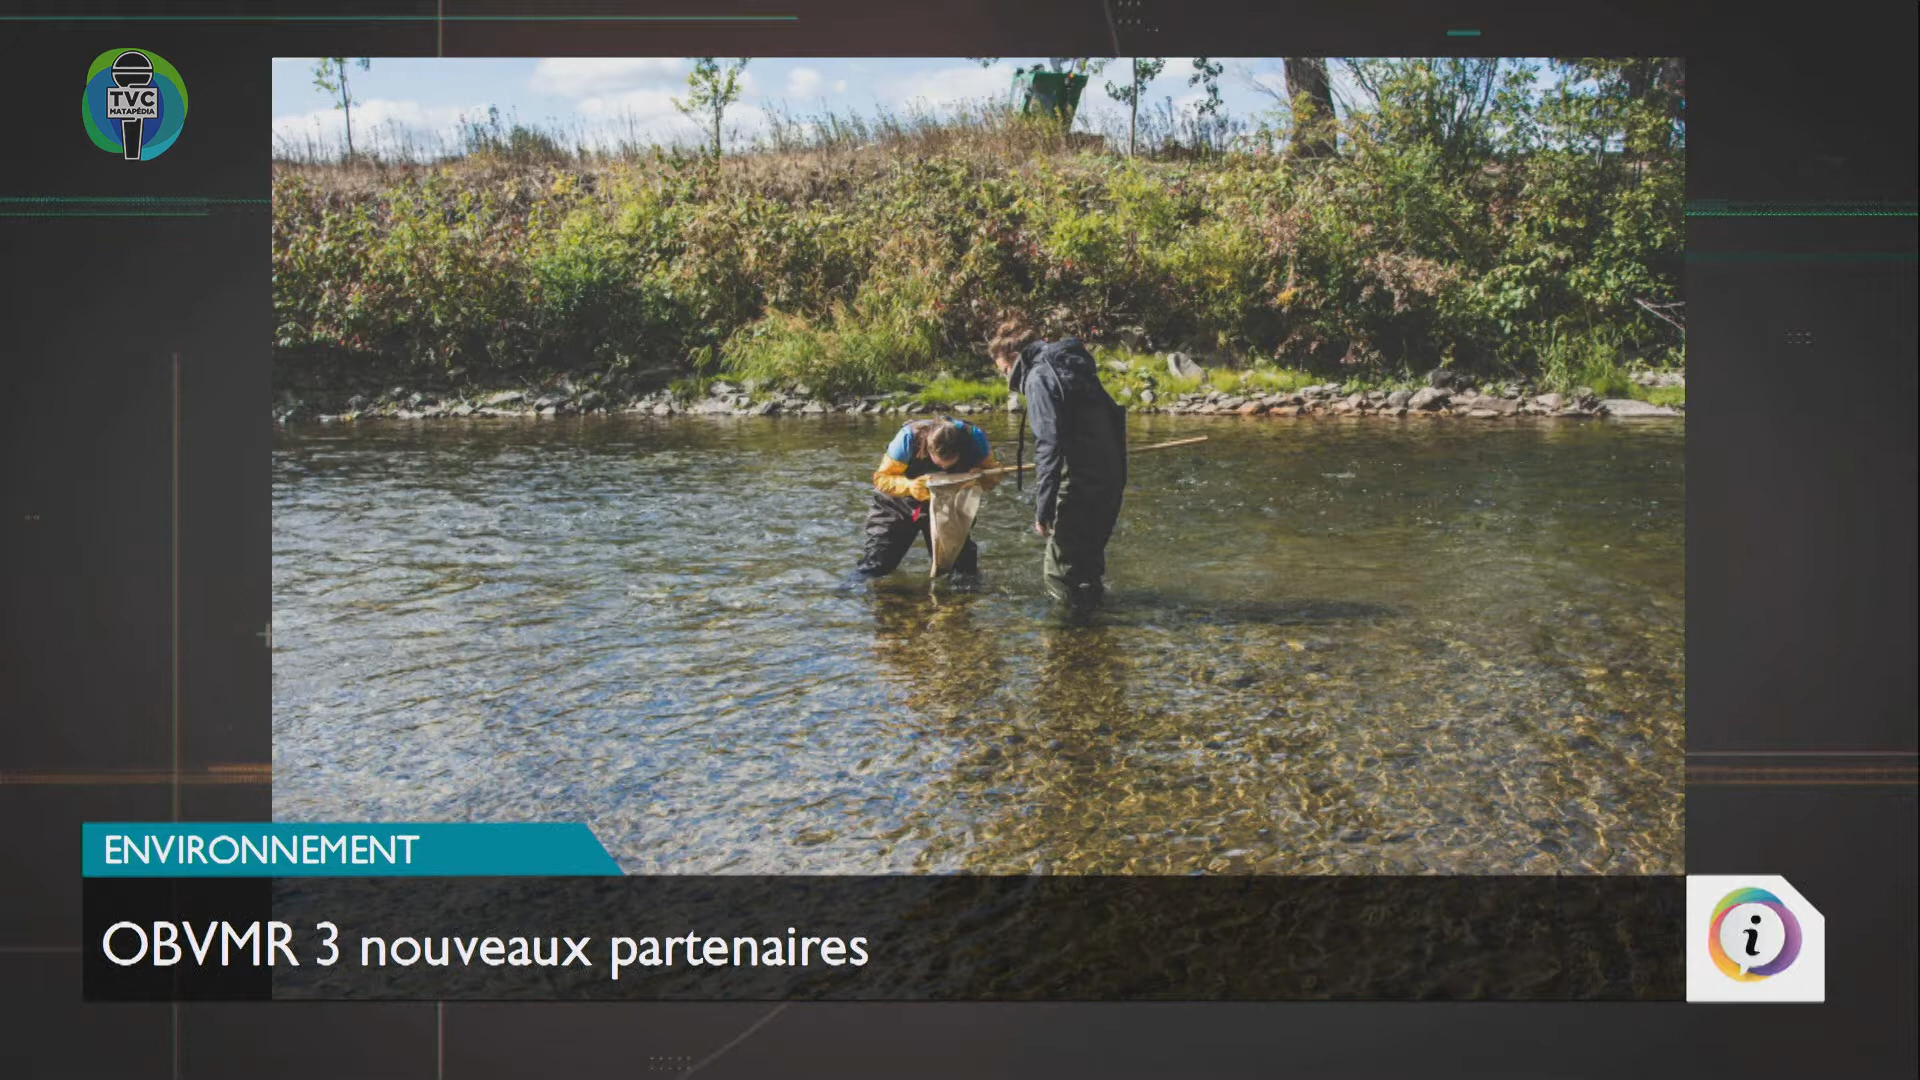 TVC
MATAPÉDIA
ENVIRONNEMENT
OBVMR 3 nouveaux partenaires
i